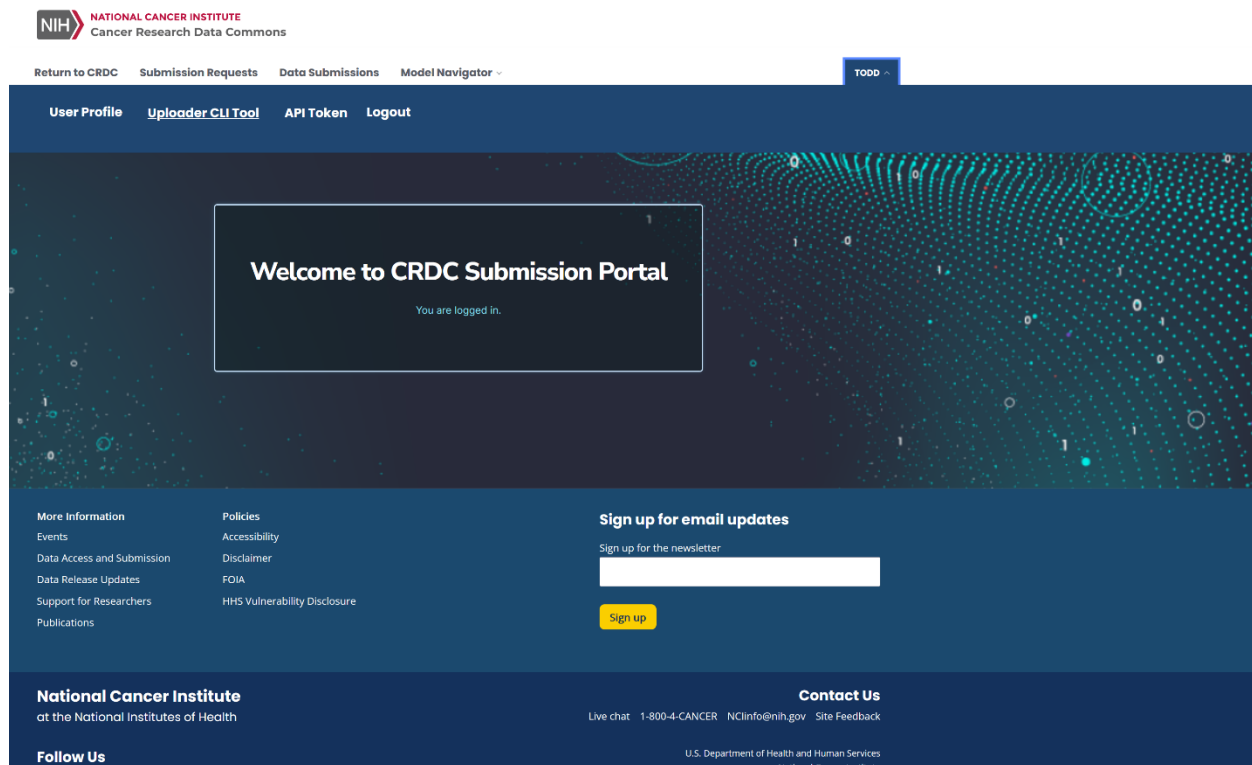 NIH
NATIONAL CANCER INSTITUTE
Cancer Research Data Commons
Return to CRDC Submission Requests Data Submissions Model Navigator TODD
User Profile Uploader CLI Tool API Token Logout
Welcome to CRDC Submission Portal
You are logged in.
More Information Policies Sign up for email updates
Events Accessibility
Sign up for the newsletter
Data Access and Submission Disclaimer
Data Release Updates FOIA
Support for Researchers HHS Vulnerability Disclosure
Sign up
Publications
National Cancer Institute Contact Us
at the National Institutes of Health Live chat 1-800-4-CANCER NCIinfo@nih.gov Site Feedback
Follow Us U.S. Department of Health and Human Services